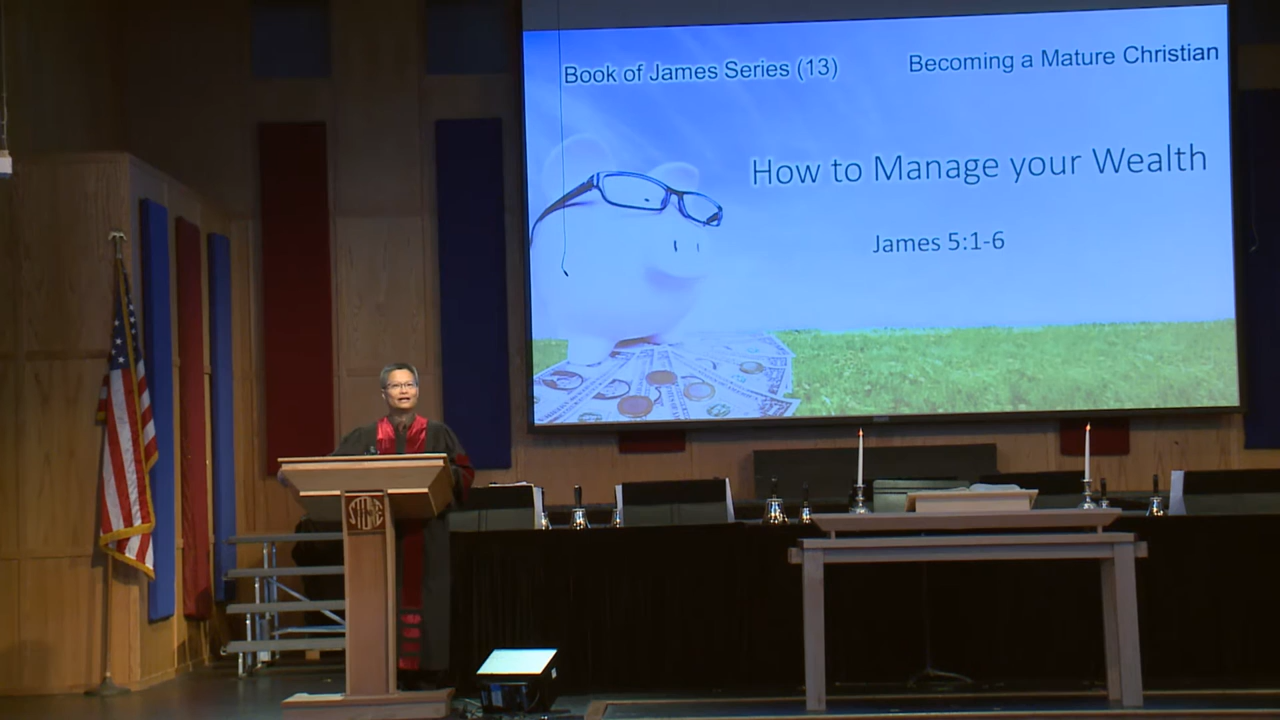 Book of James Series (13)
Becoming a Mature Christian
How to Manage your Wealth
James 5:1-6